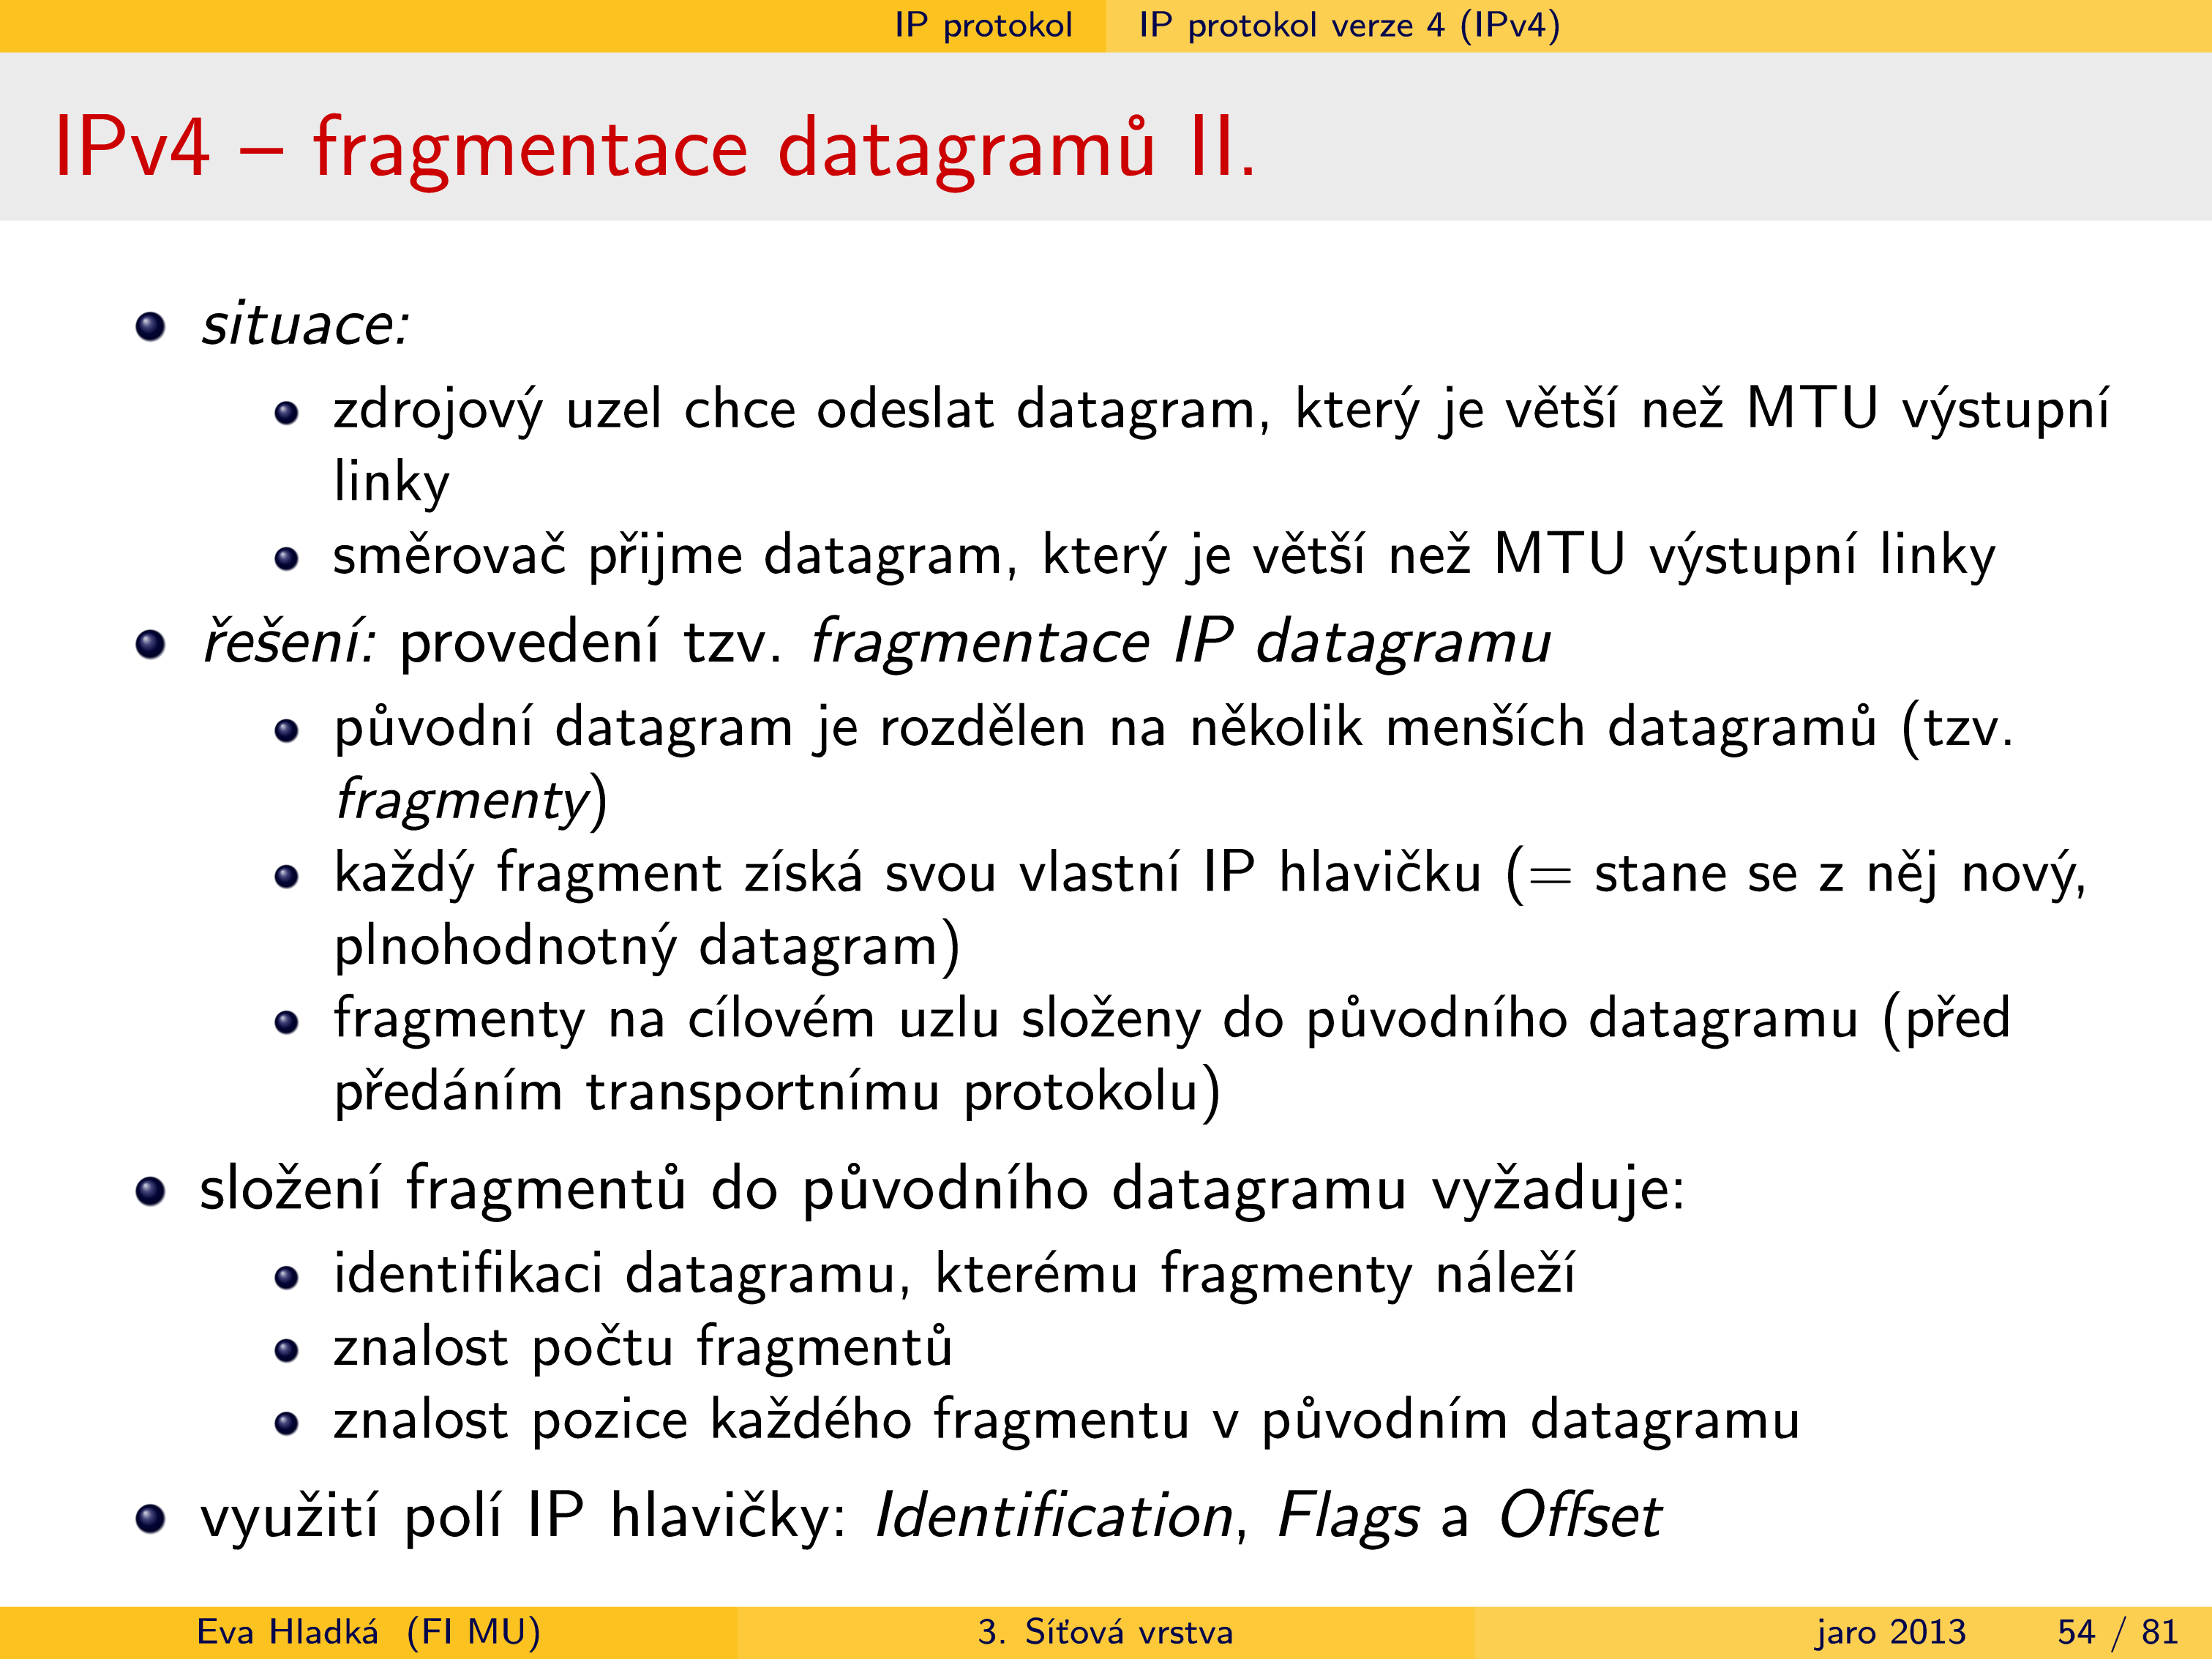 IP protokol IP protokol verze 4 (IPv4)
IPv4 – fragmentace datagramů II.
situace:
zdrojový uzel chce odeslat datagram, který je větší než MTU výstupní
linky
směrovač přijme datagram, který je větší než MTU výstupní linky
řešení: provedení tzv. fragmentace IP datagramu
původní datagram je rozdělen na několik menších datagramů (tzv.
fragmenty)
každý fragment získá svou vlastní IP hlavičku (= stane se z něj nový,
plnohodnotný datagram)
fragmenty na cílovém uzlu složeny do původního datagramu (před
předáním transportnímu protokolu)
složení fragmentů do původního datagramu vyžaduje:
identifikaci datagramu, kterému fragmenty náleží
znalost počtu fragmentů
znalost pozice každého fragmentu v původním datagramu
využití polí IP hlavičky: Identification, Flags a Offset
Eva Hladká (FI MU) 3. Síťová vrstva jaro 2013 54 / 81